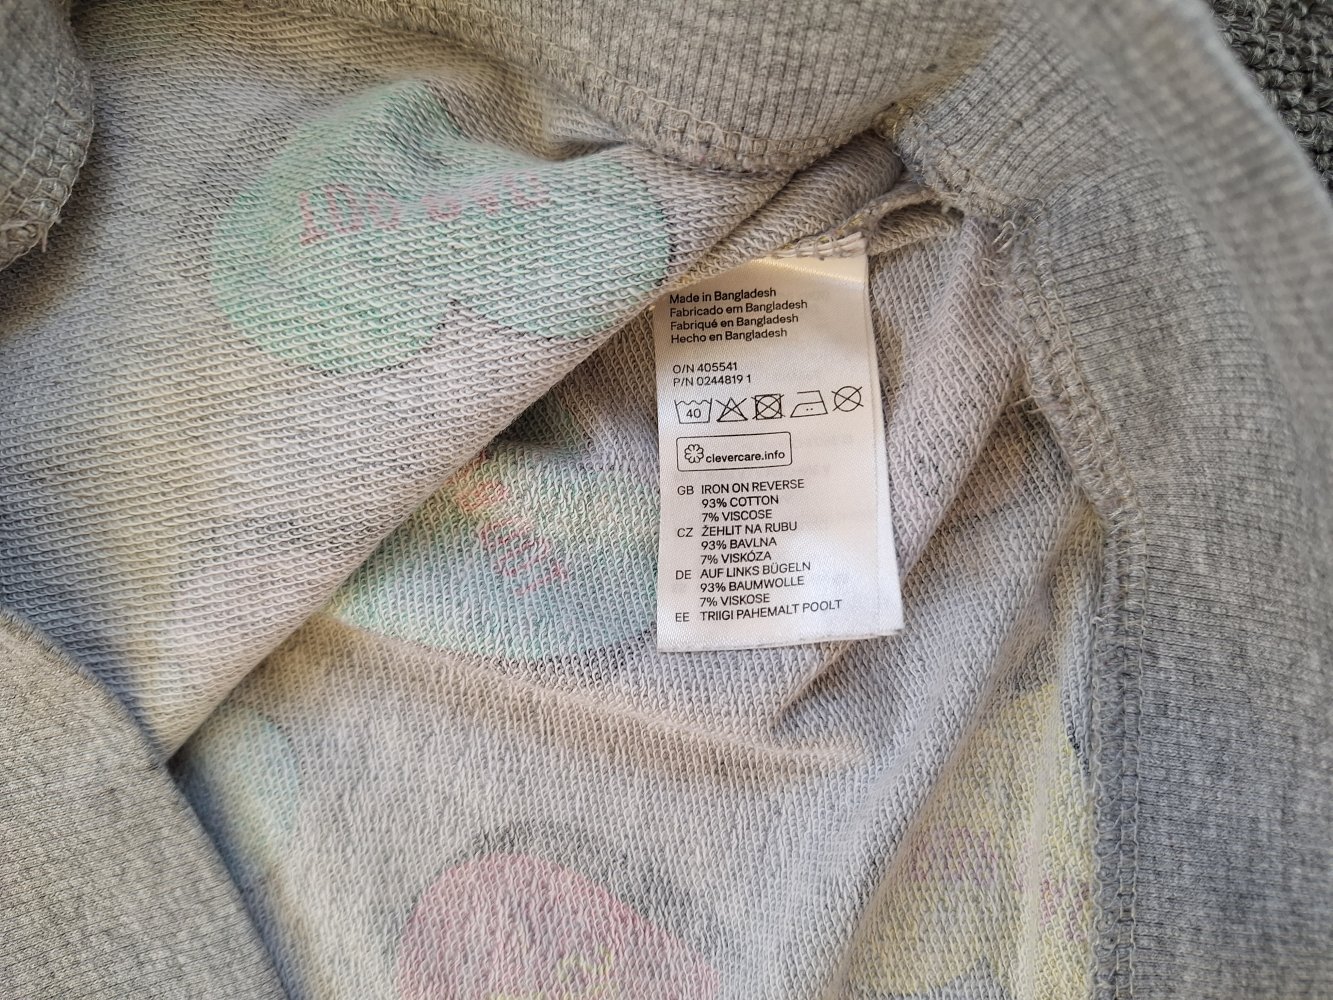 Made in Bangladesh
Fabricado em Bangladesh
Fabriqué en Bangladesh
Hecho en Bangladesh
O/N 405541
P/N 0244819 1
40
clevercare.info
GB IRON ON REVERSE
93% COTTON
7% VISCOSE
CZ ŽEHLIT NA RUBU
93% BAVLNA
7% VISKÓZA
DE AUF LINKS BÜGELN
93% BAUMWOLLE
7% VISKOSE
EE TRIIGI PAHEMALT POOLT